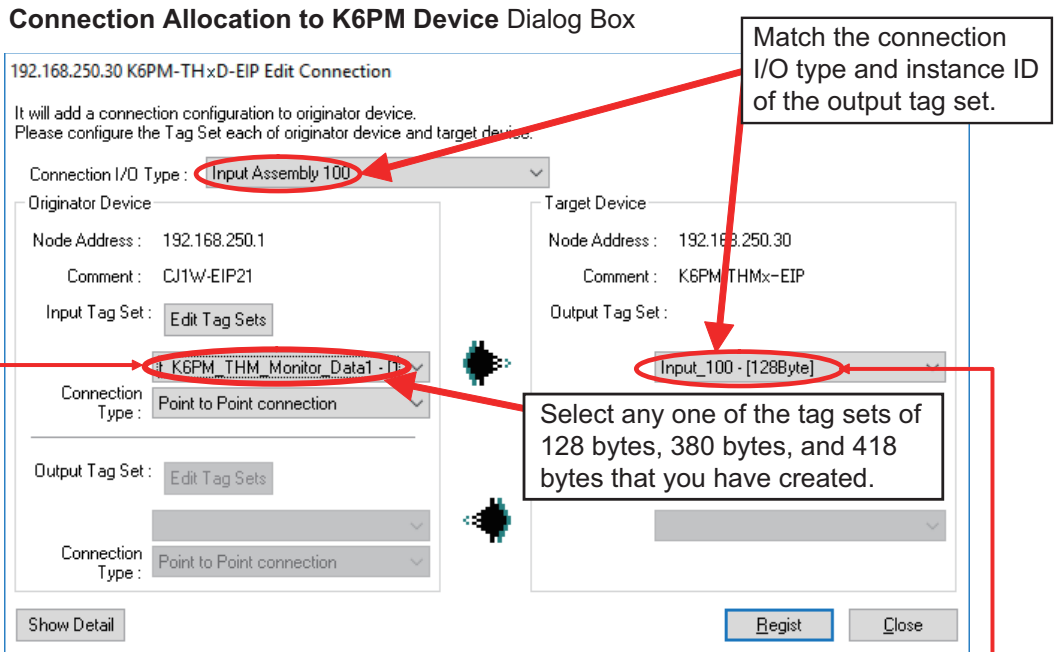 Connection Allocation to K6PM Device Dialog Box
Match the connection
I/O type and instance ID
of the output tag set.
192.168.250.30 K6PM-THxD-EIP Edit Connection
It will add a connection configuration to originator device.
Please configure the Tag Set each of originator device and target device.
Connection I/O Type : Input Assembly 100
Originator Device
Target Device
Node Address : 192.168.250.1
Node Address : 192.168.250.30
Comment : CJ1W-EIP21
Comment : K6PM-THMx-EIP
Input Tag Set : Edit Tag Sets
Output Tag Set :
K6PM_THM_Monitor_Data1 -
Input_100 - [128Byte]
Connection
Type : Point to Point connection
Select any one of the tag sets of
128 bytes, 380 bytes, and 418
bytes that you have created.
Output Tag Set : Edit Tag Sets
Connection
Type : Point to Point connection
Show Detail
Regist
Close